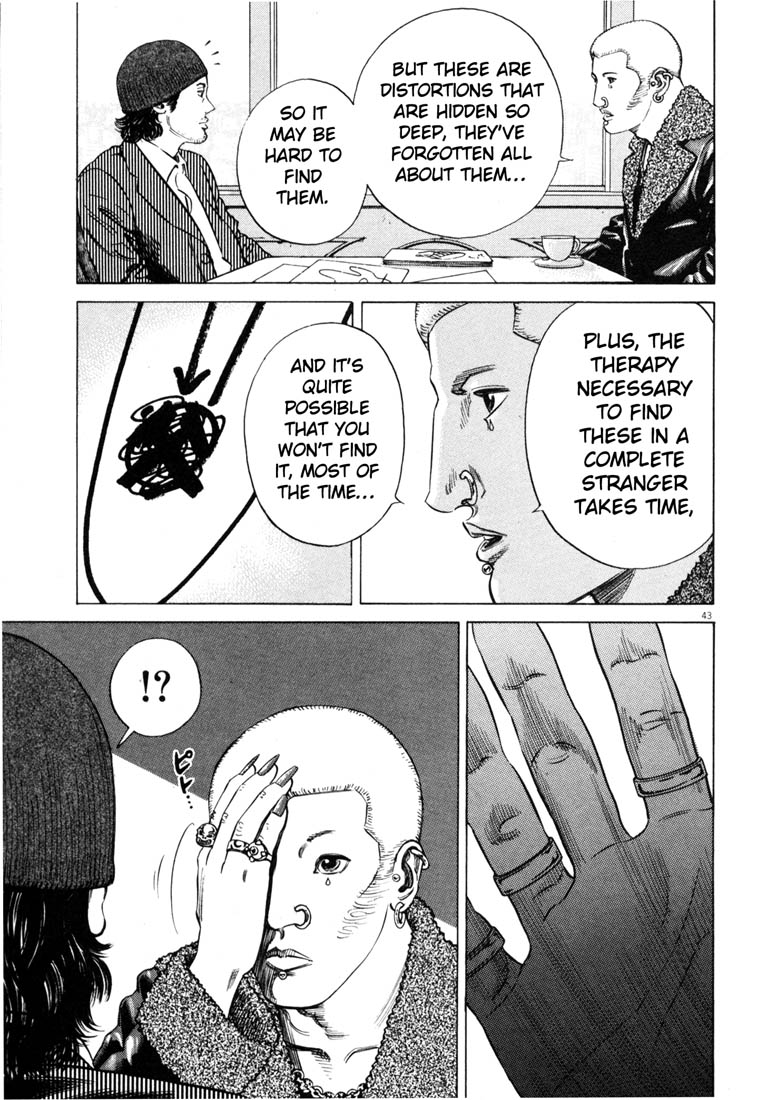 BUT THESE ARE
DISTORTIONS THAT
ARE HIDDEN SO
DEEP, THEY'VE
FORGOTTEN ALL
ABOUT THEM...
SO IT
MAY BE
HARD TO
FIND
THEM.
PLUS, THE
THERAPY
NECESSARY
TO FIND
THESE IN A
COMPLETE
STRANGER
TAKES TIME,
AND IT'S
QUITE
POSSIBLE
THAT YOU
WON'T FIND
IT, MOST OF
THE TIME...
43
!?
ピト…